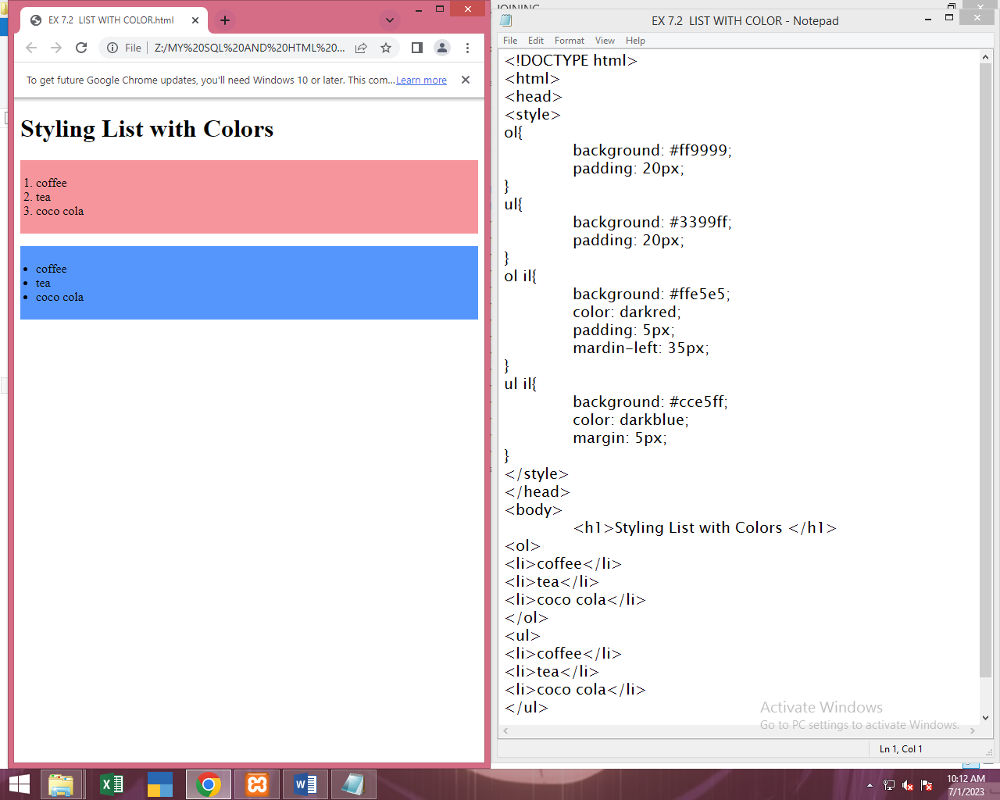 EX 7.2  LIST WITH COLOR.html
File
Z:/MY%20SQL%20AND%20HTML%20...
To get future Google Chrome updates, you'll need Windows 10 or later. This com... Learn more
Styling List with Colors
1. coffee
2. tea
3. coco cola
• coffee
• tea
• coco cola
EX 7.2  LIST WITH COLOR - Notepad
File Edit Format View Help
<!DOCTYPE html>
<html>
<head>
<style>
ol{
background: #ff9999;
padding: 20px;
}
ul{
background: #3399ff;
padding: 20px;
}
ol il{
background: #ffe5e5;
color: darkred;
padding: 5px;
mardin-left: 35px;
}
ul il{
background: #cce5ff;
color: darkblue;
margin: 5px;
}
</style>
</head>
<body>
<h1>Styling List with Colors </h1>
<ol>
<li>coffee</li>
<li>tea</li>
<li>coco cola</li>
</ol>
<ul>
<li>coffee</li>
<li>tea</li>
<li>coco cola</li>
</ul>
Activate Windows
Go to PC settings to activate Windows.
Ln 1, Col 1
10:12 AM
7/1/2023